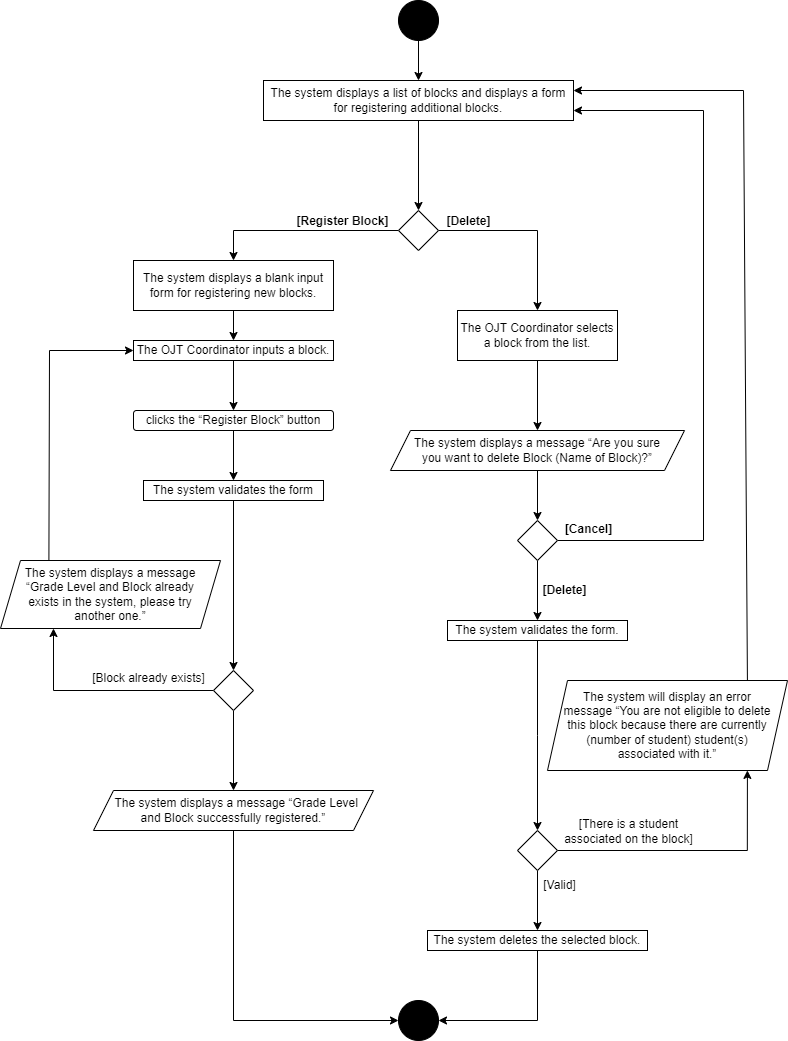 The system displays a list of blocks and displays a form
for registering additional blocks.
[Register Block]
[Delete]
The system displays a blank input
form for registering new blocks.
The OJT Coordinator inputs a block.
clicks the “Register Block” button
The system validates the form
The system displays a message
“Grade Level and Block already
exists in the system, please try
another one.”
[Block already exists]
The system displays a message “Grade Level
and Block successfully registered.”
The OJT Coordinator selects
a block from the list.
The system displays a message “Are you sure
you want to delete Block (Name of Block)?”
[Cancel]
[Delete]
The system validates the form.
The system will display an error
message “You are not eligible to delete
this block because there are currently
(number of student) student(s)
associated with it.”
[There is a student
associated on the block]
[Valid]
The system deletes the selected block.